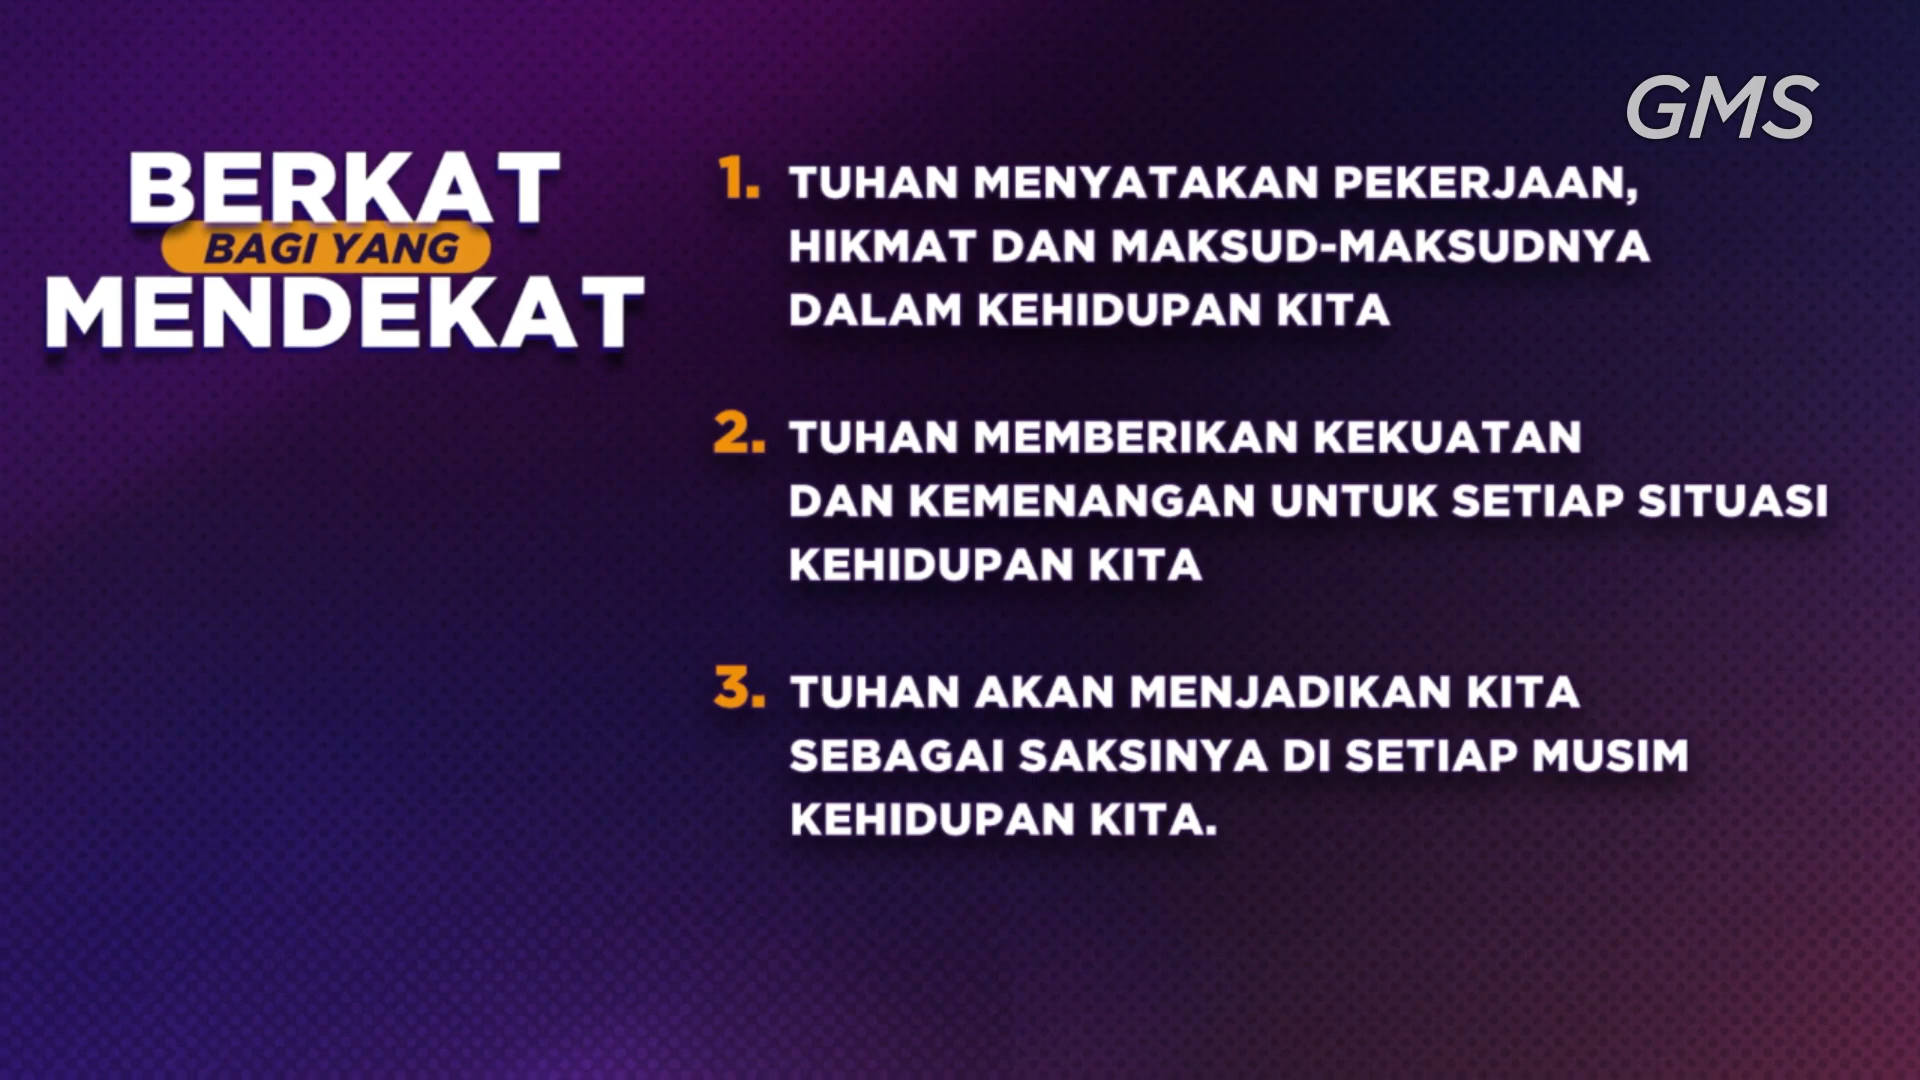 GMS
BERKAT
BAGI YANG
MENDEKAT
1. TUHAN MENYATAKAN PEKERJAAN,
HIKMAT DAN MAKSUD-MAKSUDNYA
DALAM KEHIDUPAN KITA
2. TUHAN MEMBERIKAN KEKUATAN
DAN KEMENANGAN UNTUK SETIAP SITUASI
KEHIDUPAN KITA
3. TUHAN AKAN MENJADIKAN KITA
SEBAGAI SAKSINYA DI SETIAP MUSIM
KEHIDUPAN KITA.